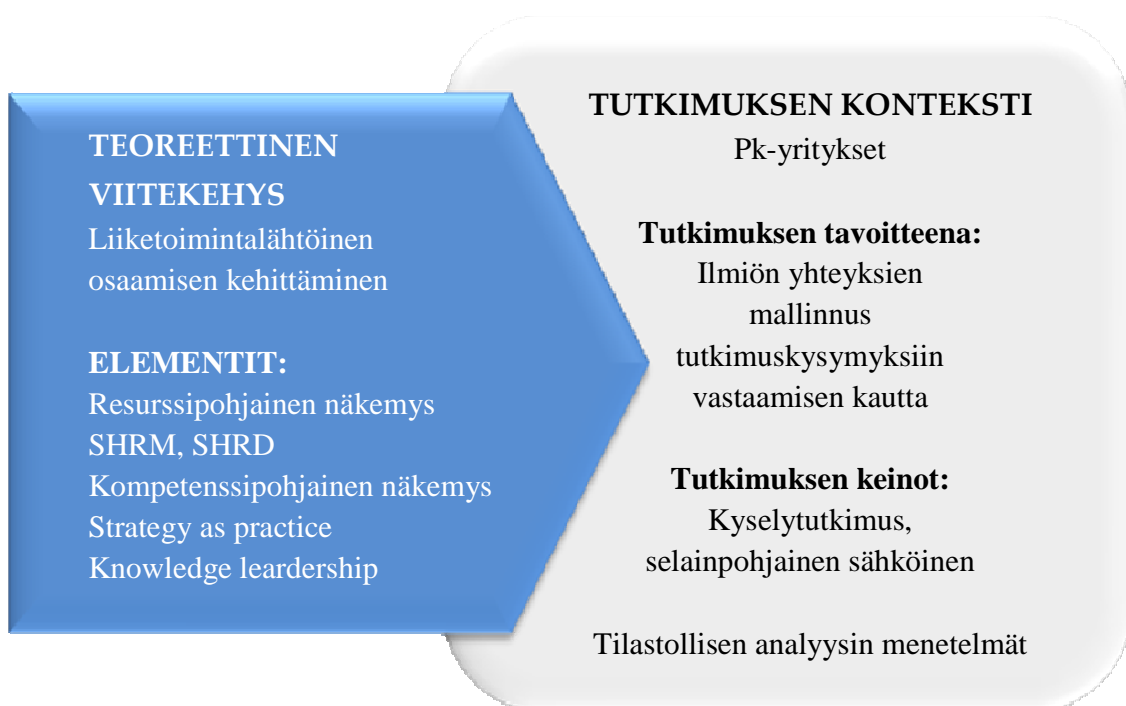 TEOREETTINEN
VIITEKEHYS
Liiketoimintalähtöinen
osaamisen kehittäminen
ELEMENTIT:
Resurssipohjainen näkemys
SHRM, SHRD
Kompetenssipohjainen näkemys
Strategy as practice
Knowledge leardership
TUTKIMUKSEN KONTEKSTI
Pk-yritykset
Tutkimuksen tavoitteena:
Ilmiön yhteyksien
mallinnus
tutkimuskysymyksiin
vastaamisen kautta
Tutkimuksen keinot:
Kyselytutkimus,
selainpohjainen sähköinen
Tilastollisen analyysin menetelmät